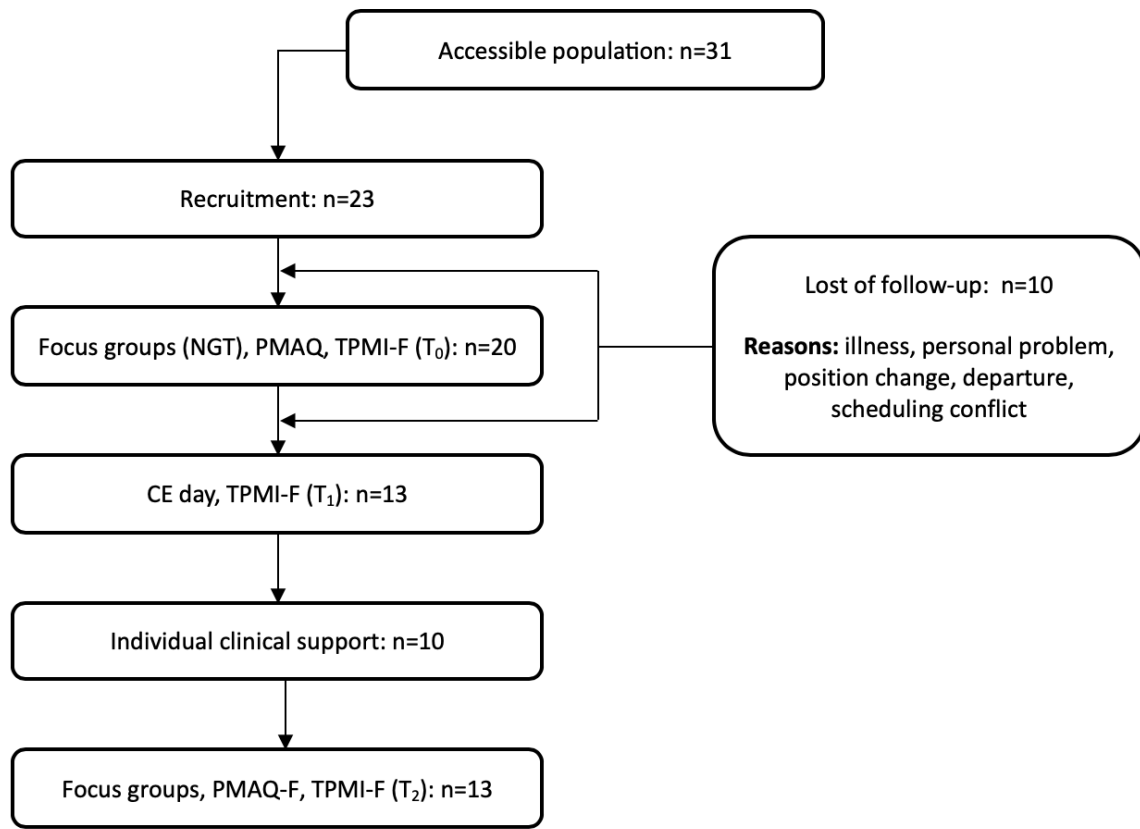 Accessible population: n=31
Recruitment: n=23
Lost of follow-up: n=10
Reasons: illness, personal problem,
position change, departure,
scheduling conflict
Focus groups (NGT), PMAQ, TPMI-F (T₀): n=20
CE day, TPMI-F (T₁): n=13
Individual clinical support: n=10
Focus groups, PMAQ-F, TPMI-F (T₂): n=13